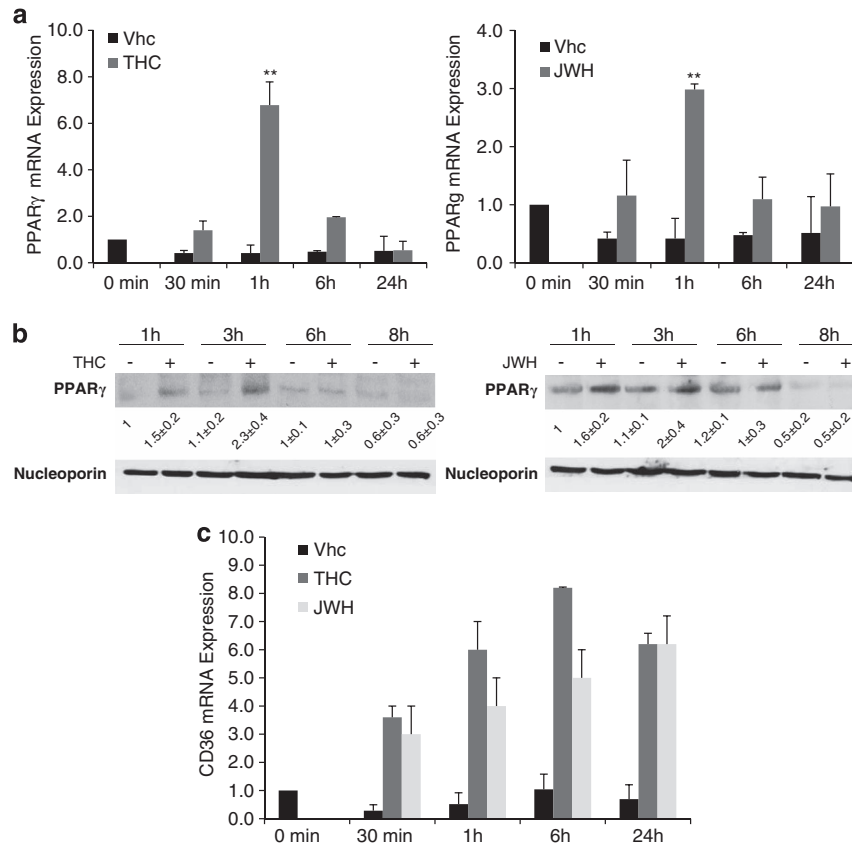 a
PPARγ mRNA Expression
10.0
8.0
6.0
4.0
2.0
0.0
Vhc
THC
**
0 min 30 min 1h 6h 24h
PPARg mRNA Expression
4.0
3.0
2.0
1.0
0.0
Vhc
JWH
**
0 min 30 min 1h 6h 24h
b
1h 3h 6h 8h
THC - + - + - + - +
PPARγ
1 1.5±0.2 1.1±0.2 2.3±0.4 1±0.1 1±0.3 0.6±0.3 0.6±0.3
Nucleoporin
1h 3h 6h 8h
JWH - + - + - + - +
PPARγ
1 1.6±0.2 1.1±0.1 2±0.4 1.2±0.1 1±0.3 0.5±0.2 0.5±0.2
Nucleoporin
c
CD36 mRNA Expression
10.0
9.0
8.0
7.0
6.0
5.0
4.0
3.0
2.0
1.0
0.0
Vhc
THC
JWH
0 min 30 min 1h 6h 24h